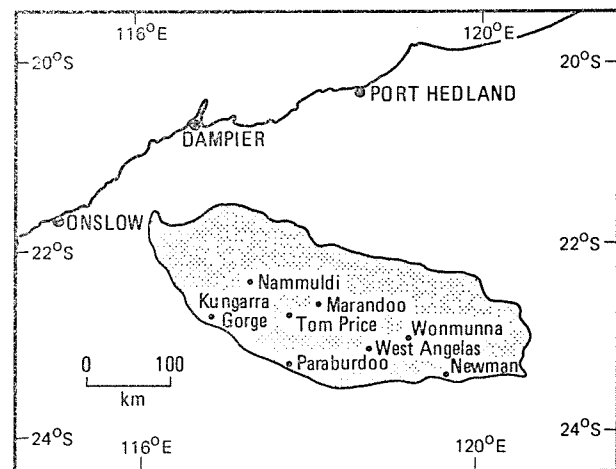 116°E 120°E
20°S 20°S
PORT HEDLAND
DAMPIER
ONSLOW
22°S 22°S
Nammuldi
Kungarra
Gorge
Marandoo
Tom Price
Wonmunna
West Angelas
Paraburdoo
Newman
0 100
km
24°S 24°S
116°E 120°E